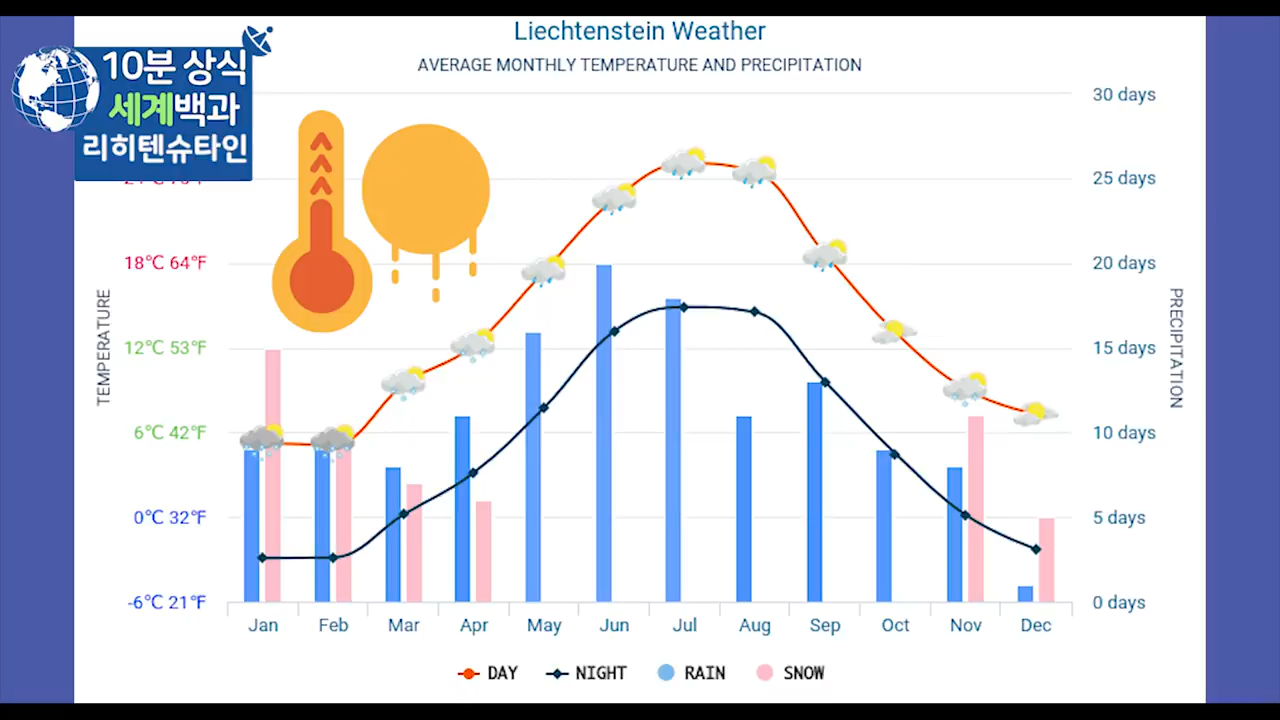 Liechtenstein Weather
AVERAGE MONTHLY TEMPERATURE AND PRECIPITATION
10분 상식
세계백과
리히텐슈타인
TEMPERATURE
18°C 64°F
12°C 53°F
6°C 42°F
0°C 32°F
-6°C 21°F
30 days
25 days
20 days
15 days
10 days
5 days
0 days
PRECIPITATION
Jan Feb Mar Apr May Jun Jul Aug Sep Oct Nov Dec
DAY NIGHT RAIN SNOW